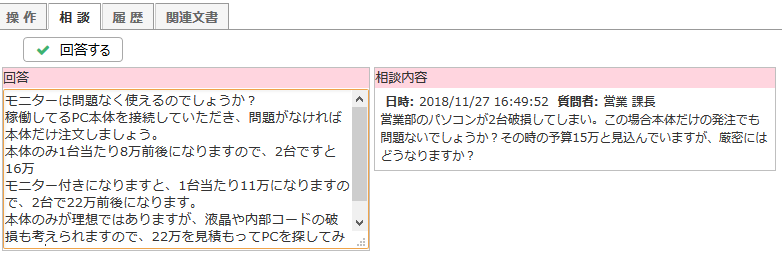 操作 相談 履歴 関連文書
回答する
回答
モニターは問題なく使えるのでしょうか？
稼働してるPC本体を接続していただき、問題がなければ
本体だけ注文しましょう。
本体のみ1台当たり8万前後になりますので、2台ですと
16万
モニター付きになりますと、1台当たり11万になりますの
で、2台で22万前後になります。
本体のみが理想ではありますが、液晶や内部コードの破
損も考えられますので、22万を見積もってPCを探してみ
相談内容
日時: 2018/11/27 16:49:52 質問者: 営業 課長
営業部のパソコンが2台破損してしまい。この場合本体だけの発注でも
問題ないでしょうか？その時の予算15万と見込んでいますが、厳密には
どうなりますか？